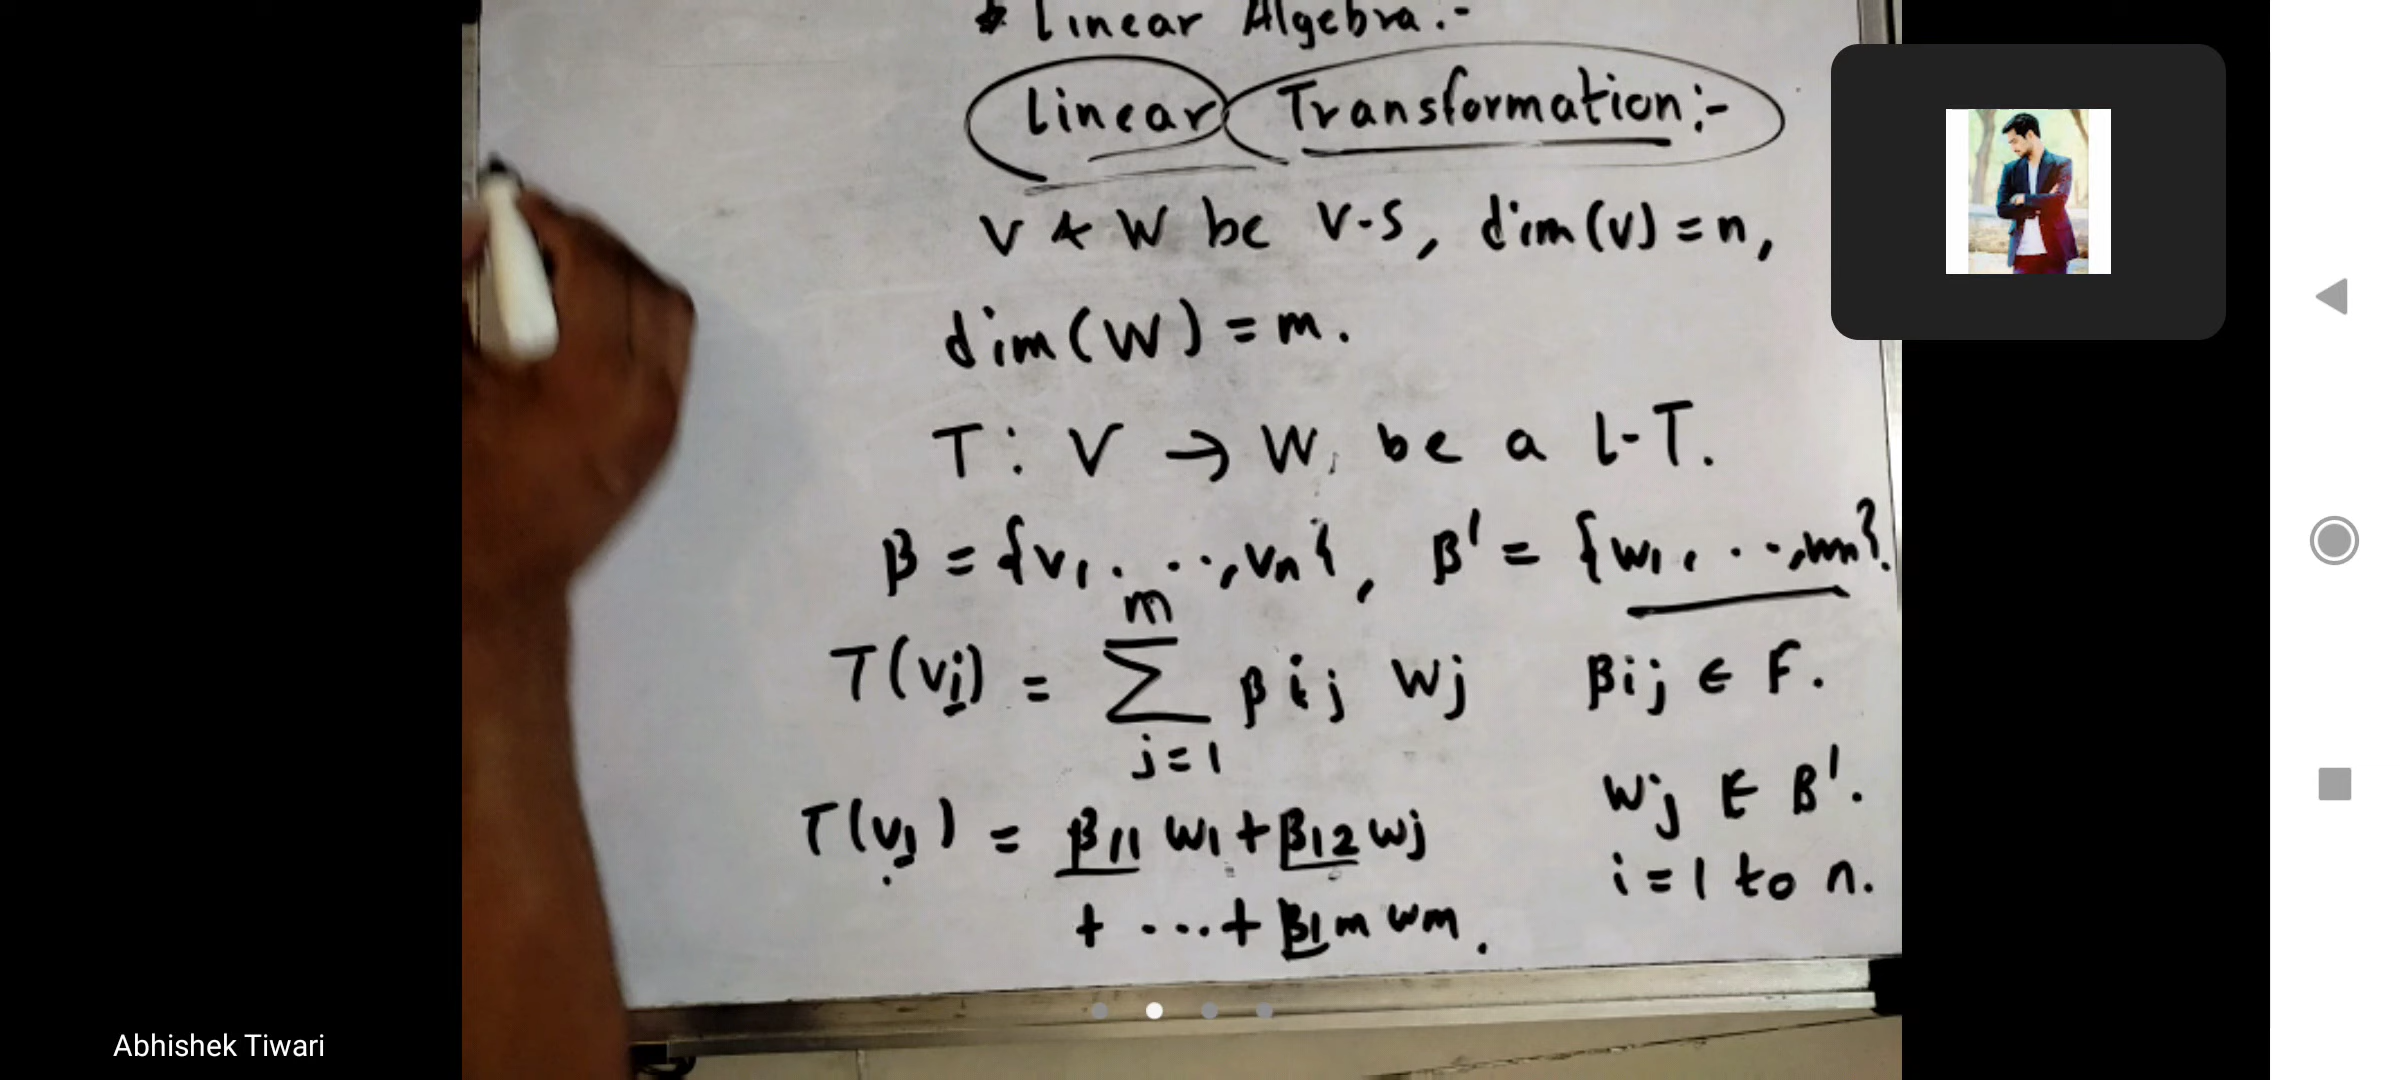 * Linear Algebra :-
Linear Transformation :-
V & W be V-S, dim(V) = n,
dim(W) = m.
T : V → W, be a L-T.
β = {v1, ..., vn}, β' = {w1, ..., wm}.
T(vi) = m ∑ j=1 βij wj βij ∈ F.
wj ∈ β'.
T(v1) = β11 w1 + β12 wj
i = 1 to n.
+ ... + β1m wm.
Abhishek Tiwari